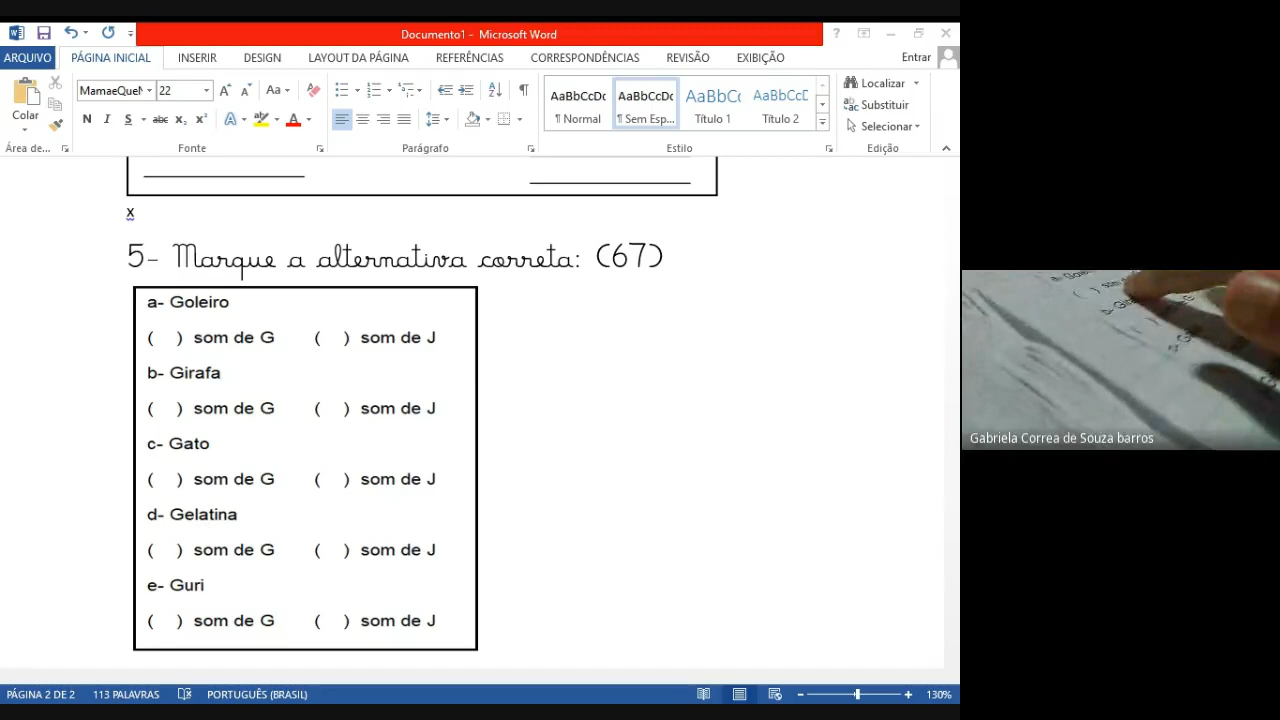 Documento1 - Microsoft Word
ARQUIVO PÁGINA INICIAL INSERIR DESIGN LAYOUT DA PÁGINA REFERÊNCIAS CORRESPONDÊNCIAS REVISÃO EXIBIÇÃO Entrar
Colar
MamaeQueN 22
Área de...
Fonte
Parágrafo
AaBbCcDc AaBbCcDc AaBbC( AaBbCcD
¶ Normal ¶ Sem Esp... Título 1 Título 2
Estilo
Localizar
Substituir
Selecionar
Edição
x
5- Marque a alternativa correta: (67)
a- Goleiro
( ) som de G ( ) som de J
b- Girafa
( ) som de G ( ) som de J
c- Gato
( ) som de G ( ) som de J
d- Gelatina
( ) som de G ( ) som de J
e- Guri
( ) som de G ( ) som de J
Gabriela Correa de Souza barros
PÁGINA 2 DE 2 113 PALAVRAS PORTUGUÊS (BRASIL) 130%